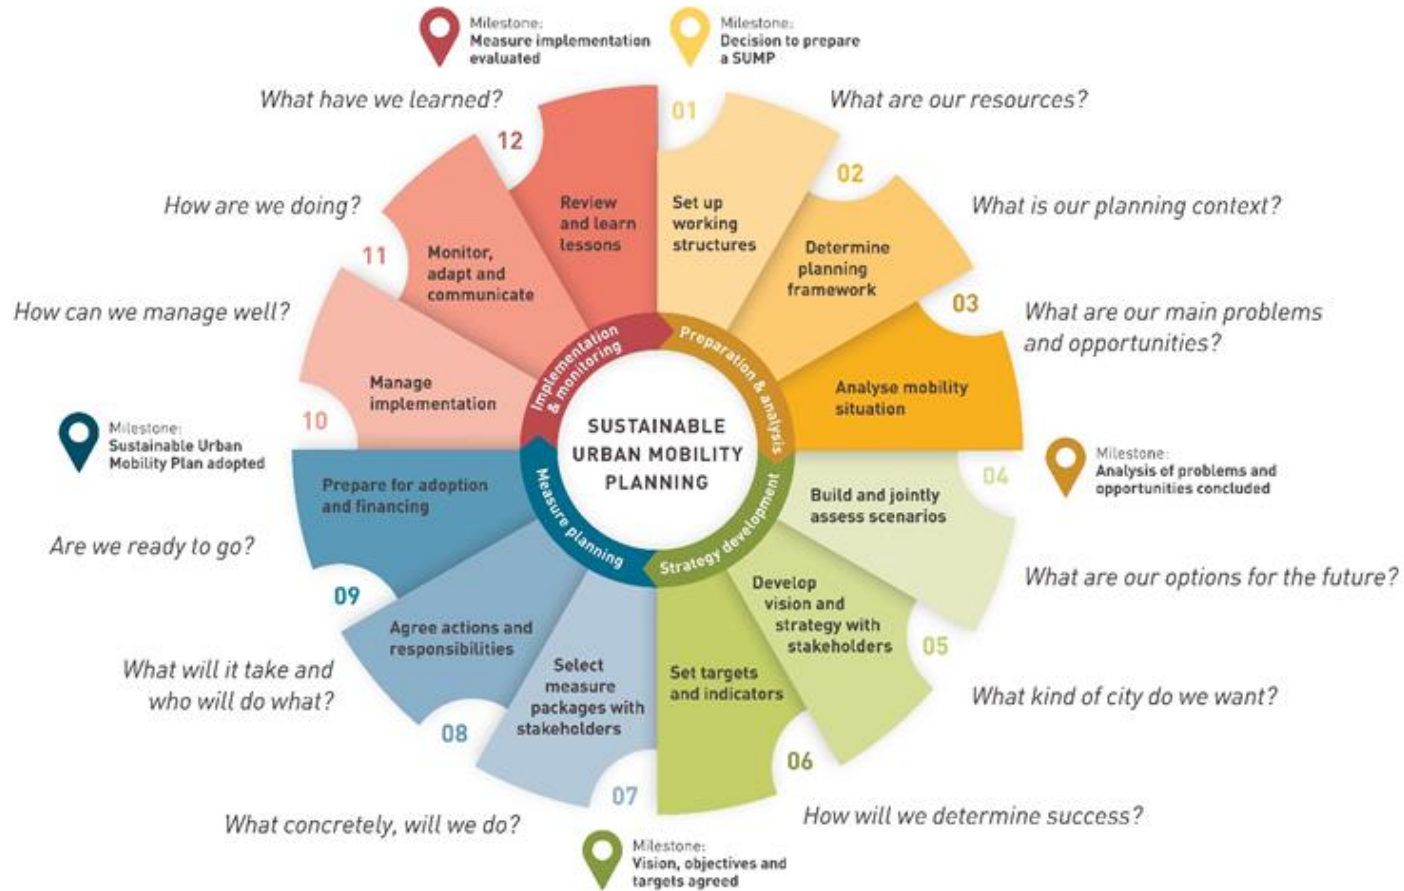 Milestone:
Measure implementation
evaluated
Milestone:
Decision to prepare
a SUMP
What have we learned?
What are our resources?
01
12
Set up
working
structures
Review
and learn
lessons
02
How are we doing?
What is our planning context?
Determine
planning
framework
11
Monitor,
adapt and
communicate
03
How can we manage well?
What are our main problems
and opportunities?
Analyse mobility
situation
Manage
implementation
10
Implementation
& monitoring
Preparation & analysis
SUSTAINABLE
URBAN MOBILITY
PLANNING
Measure planning
Strategy development
Milestone:
Sustainable Urban
Mobility Plan adopted
Milestone:
Analysis of problems and
opportunities concluded
04
Prepare for adoption
and financing
Build and jointly
assess scenarios
Are we ready to go?
What are our options for the future?
09
Develop
vision and
strategy with
stakeholders
05
Agree actions and
responsibilities
What will it take and
who will do what?
Select
measure
packages with
stakeholders
Set targets
and indicators
What kind of city do we want?
08
06
07
What concretely, will we do?
How will we determine success?
Milestone:
Vision, objectives and
targets agreed